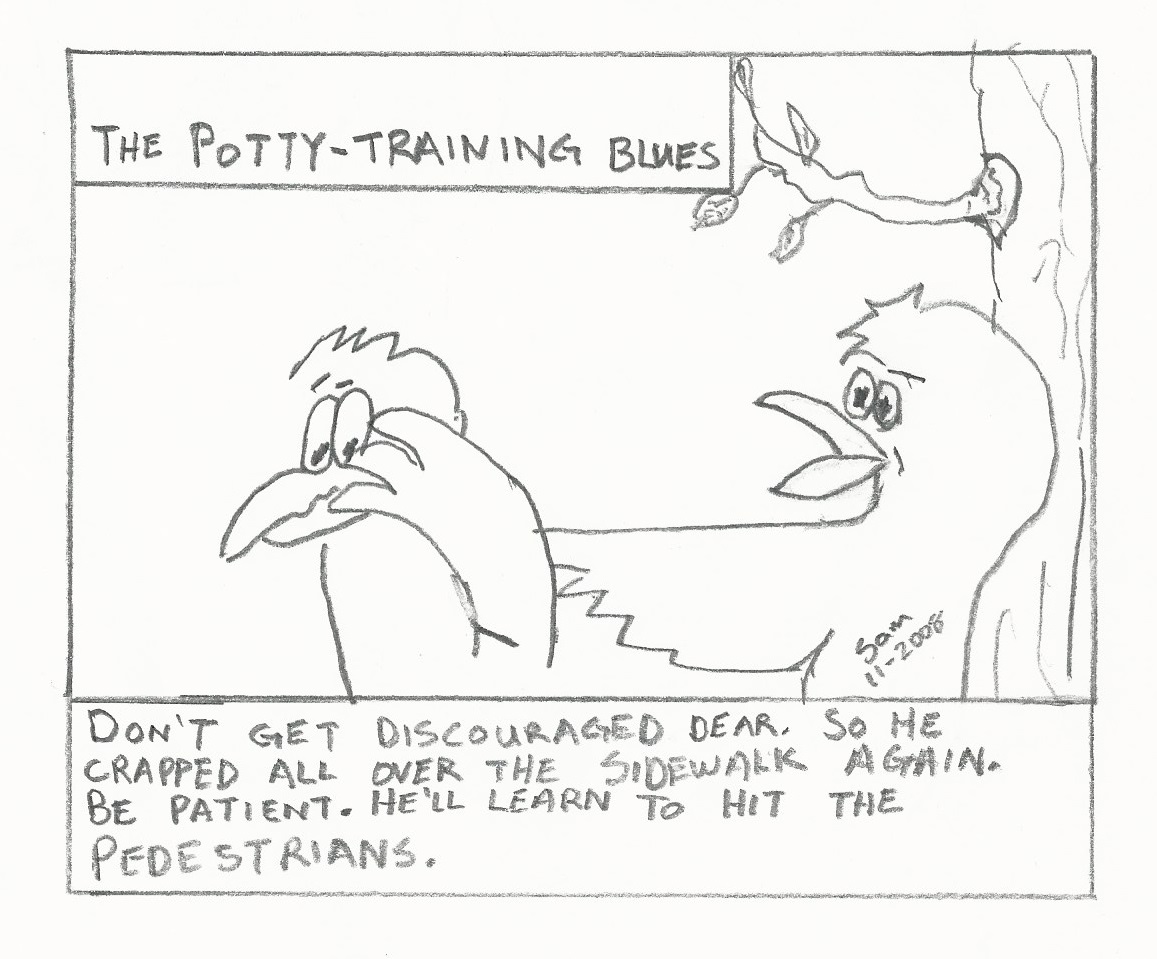 THE POTTY-TRAINING BLUES
Sam
11-2008
DON'T GET DISCOURAGED DEAR. SO HE
CRAPPED ALL OVER THE SIDEWALK AGAIN.
BE PATIENT. HE'LL LEARN TO HIT THE
PEDESTRIANS.